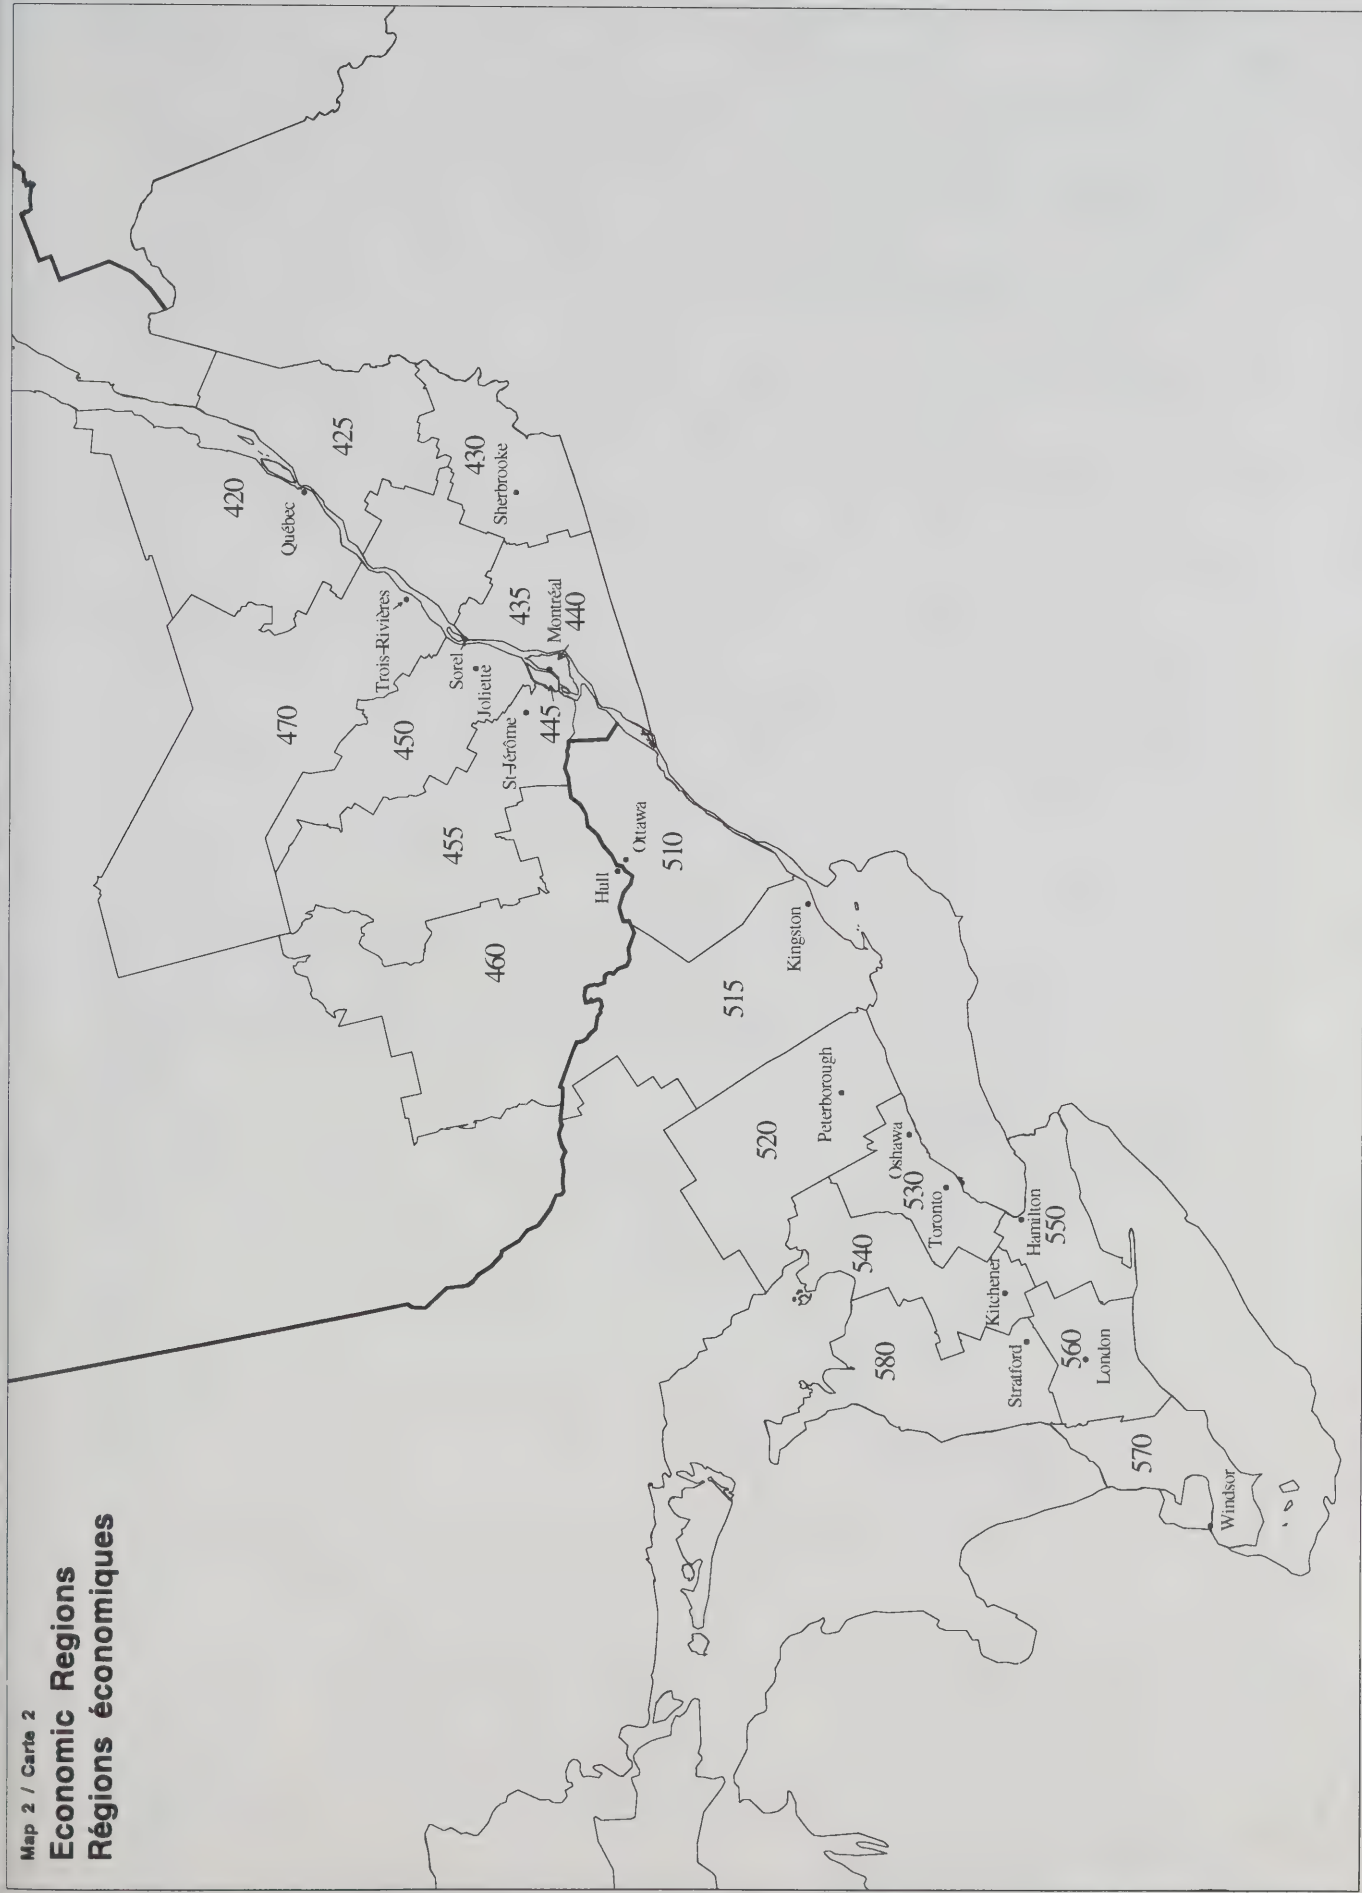 Map 2 / Carte 2
Economic Regions
Régions économiques
420
Québec
425
430
Sherbrooke
470
Trois-Rivières
450
Sorel
Joliette
435
Montréal
440
St-Jérôme
445
455
460
Hull
Ottawa
510
515
Kingston
520
Peterborough
Oshawa
530
Toronto
540
Hamilton
550
Kitchener
580
Stratford
560
London
570
Windsor